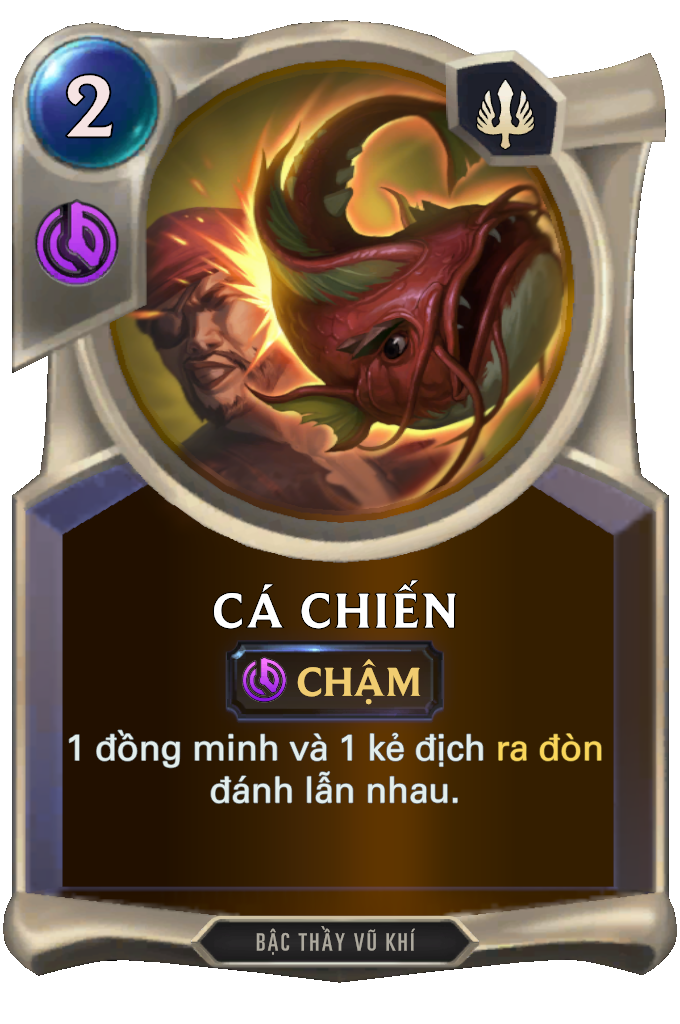 2
CÁ CHIẾN
CHẬM
1 đồng minh và 1 kẻ địch ra đòn
đánh lẫn nhau.
BẬC THẦY VŨ KHÍ